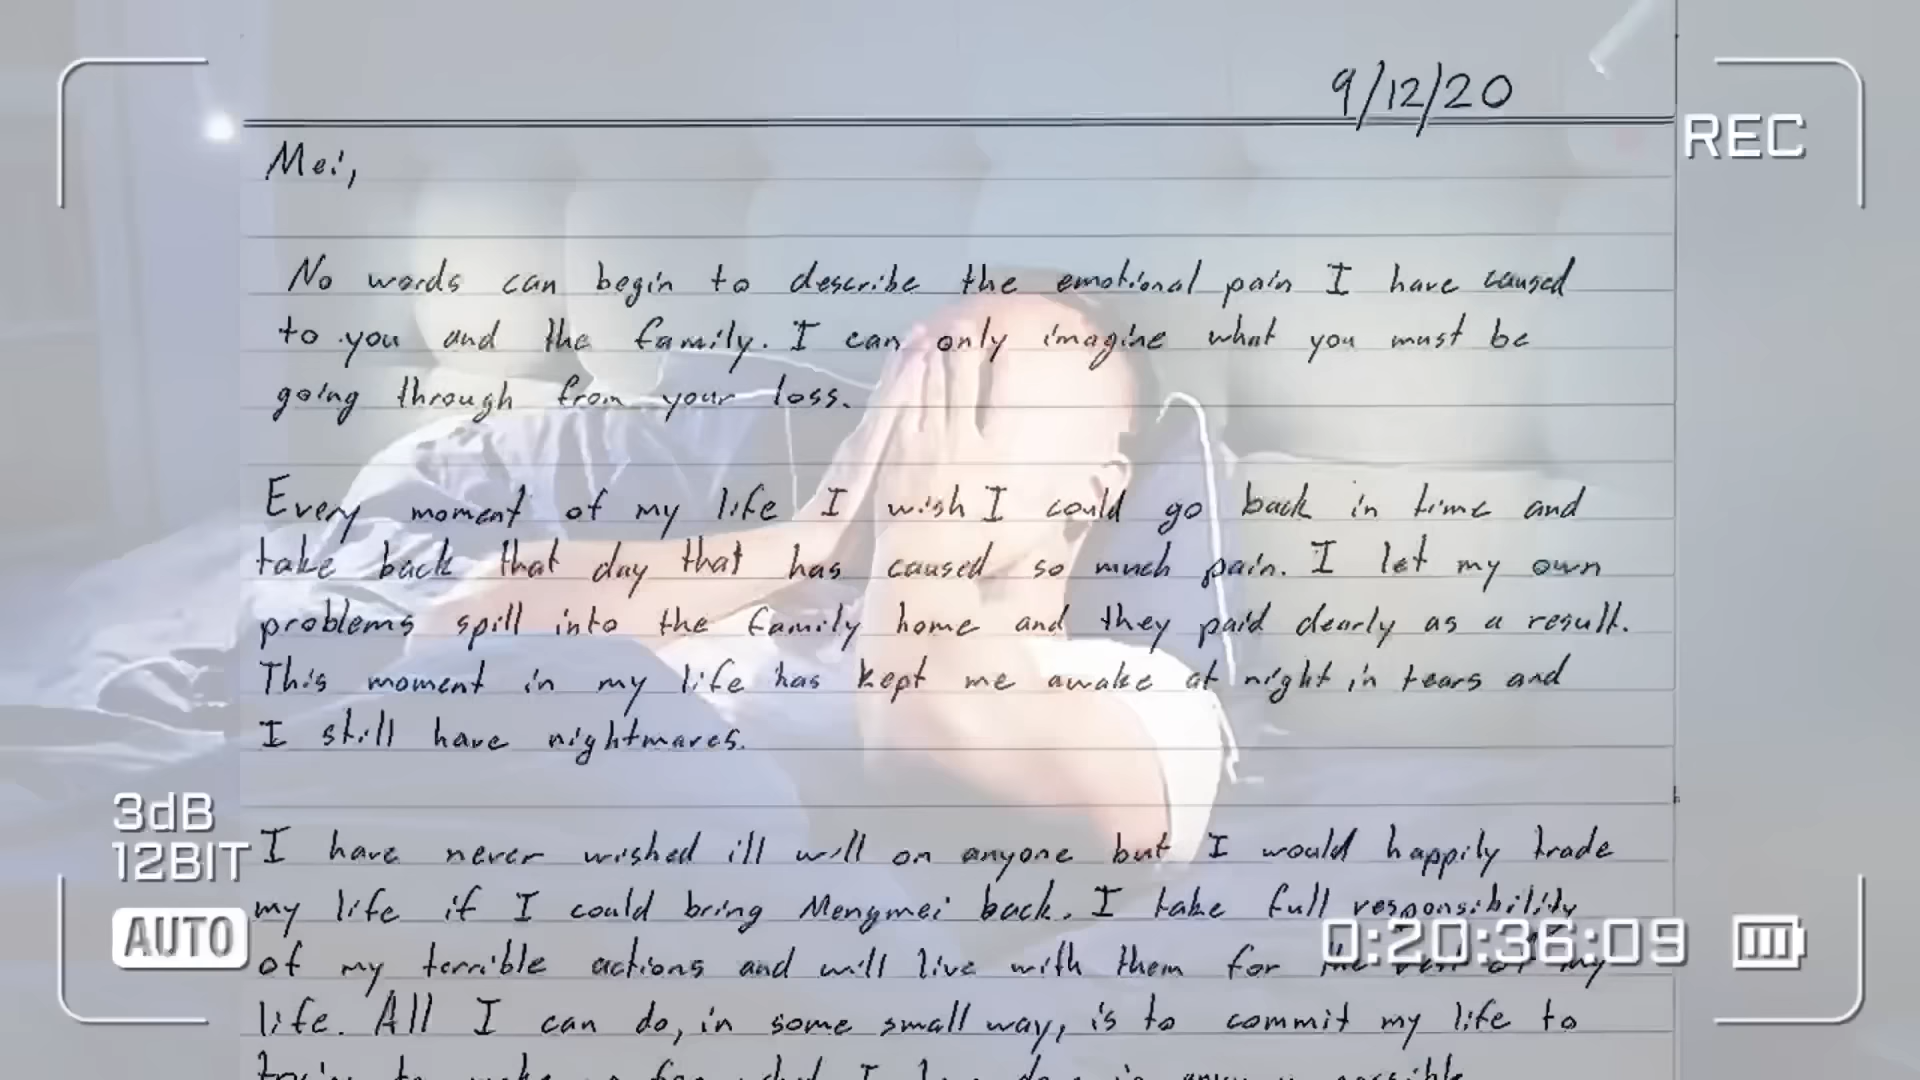 9/12/20
REC
Mei,
No words can begin to describe the emotional pain I have caused
to you and the family. I can only imagine what you must be
going through from your loss.
Every moment of my life I wish I could go back in time and
take back that day that has caused so much pain. I let my own
problems spill into the family home and they paid dearly as a result.
This moment in my life has kept me awake at night in tears and
I still have nightmares.
3dB
12BIT
I have never wished ill will on anyone but I would happily trade
my life if I could bring Mengmei back. I take full responsibility
AUTO
0:20:36:09
of my terrible actions and will live with them for the rest of my
life. All I can do, in some small way, is to commit my life to